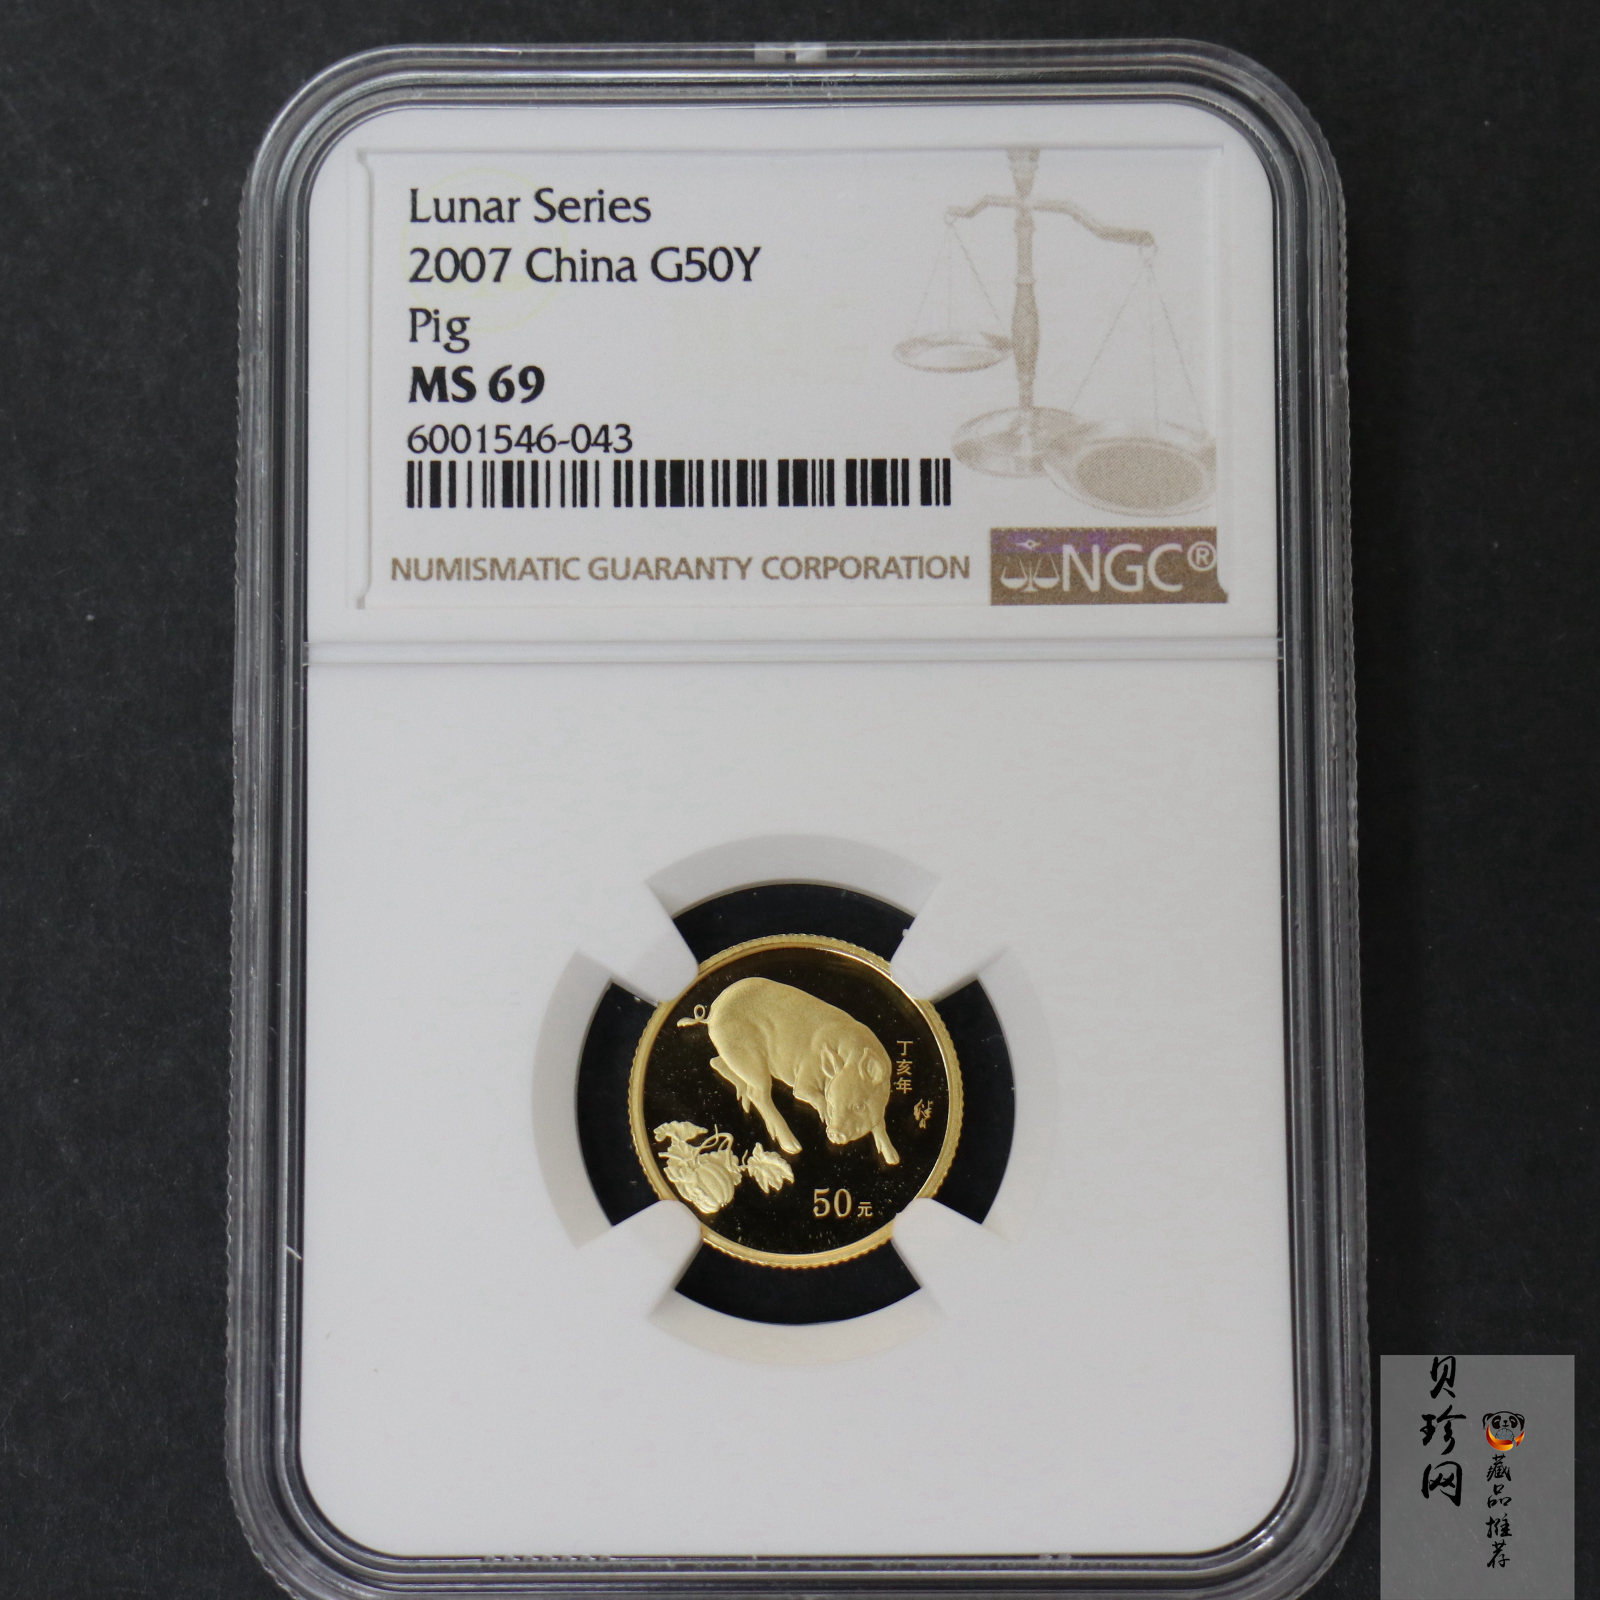 Lunar Series
2007 China G50Y
Pig
MS 69
6001546-043
NUMISMATIC GUARANTY CORPORATION
NGC®
丁亥年
50元
贝珍网
藏品推荐